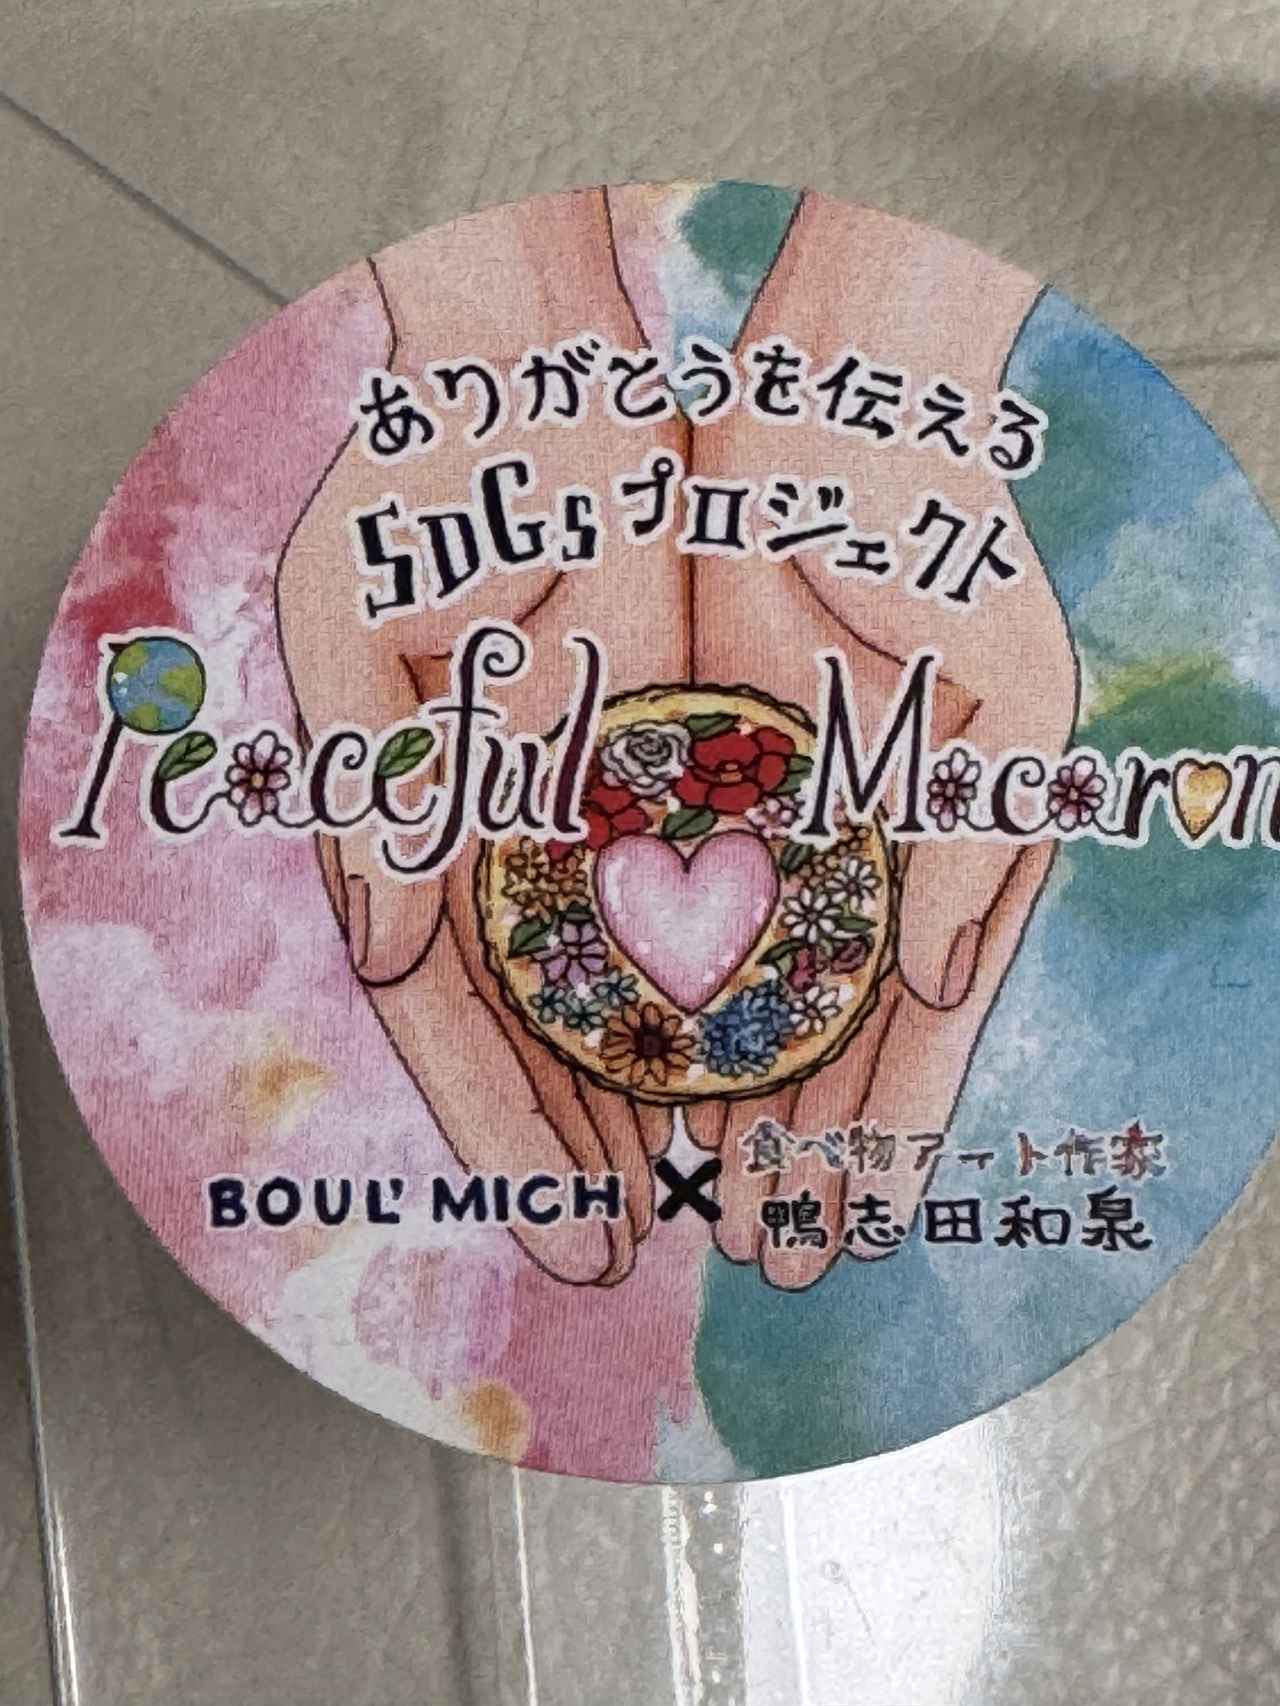 ありがとうを伝える
SDGsプロジェクト
Peaceful Macaron
食べ物アート作家
BOUL' MICH × 鴨志田和泉